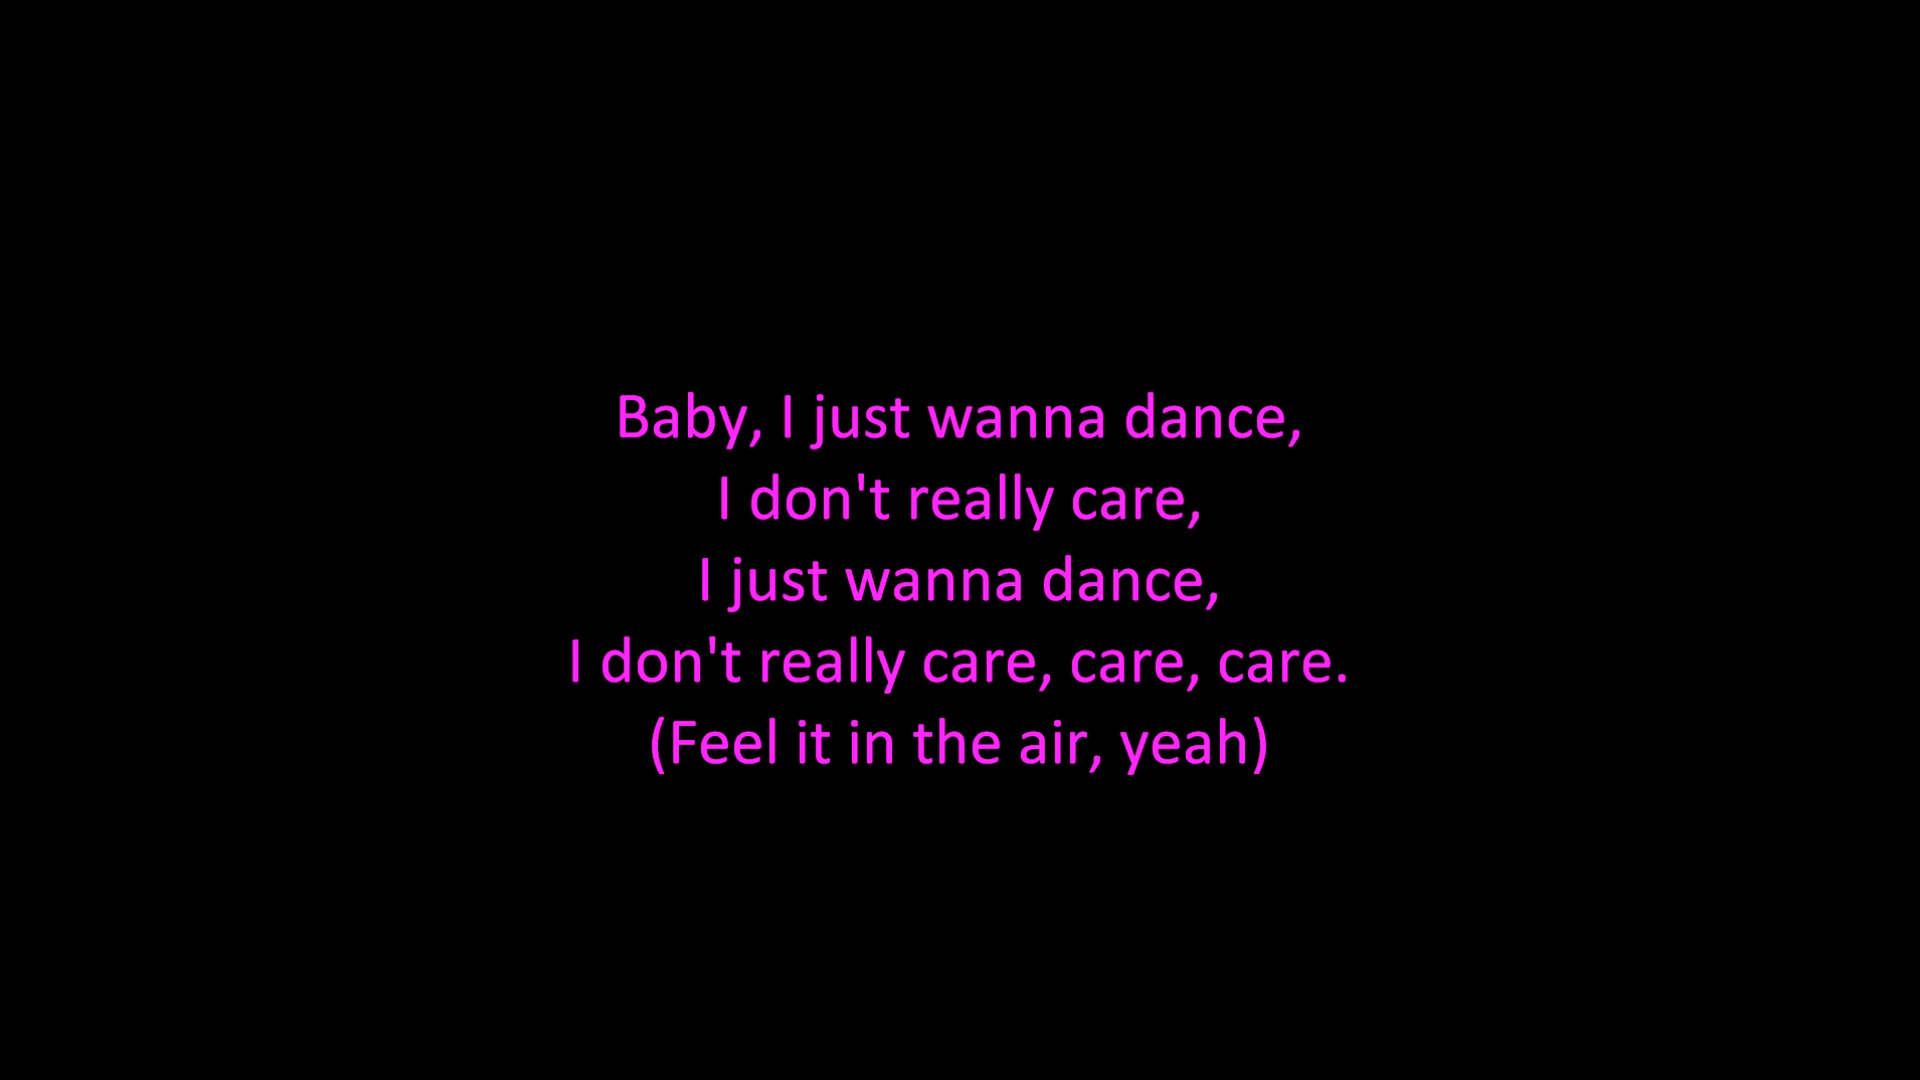 Baby, I just wanna dance,
I don't really care,
I just wanna dance,
I don't really care, care, care.
(Feel it in the air, yeah)